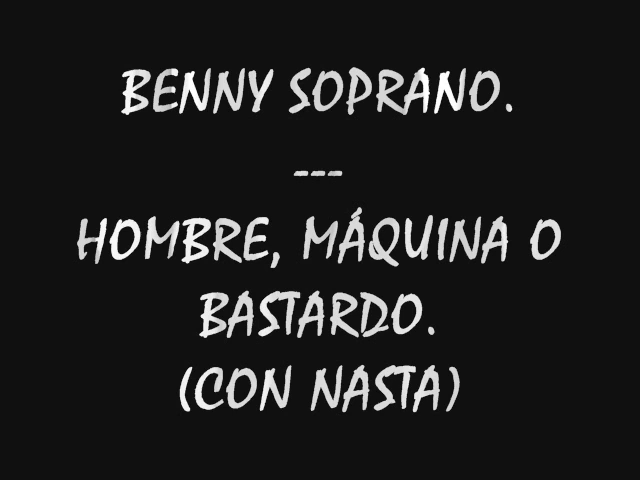 BENNY SOPRANO.
---
HOMBRE, MÁQUINA O
BASTARDO.
(CON NASTA)